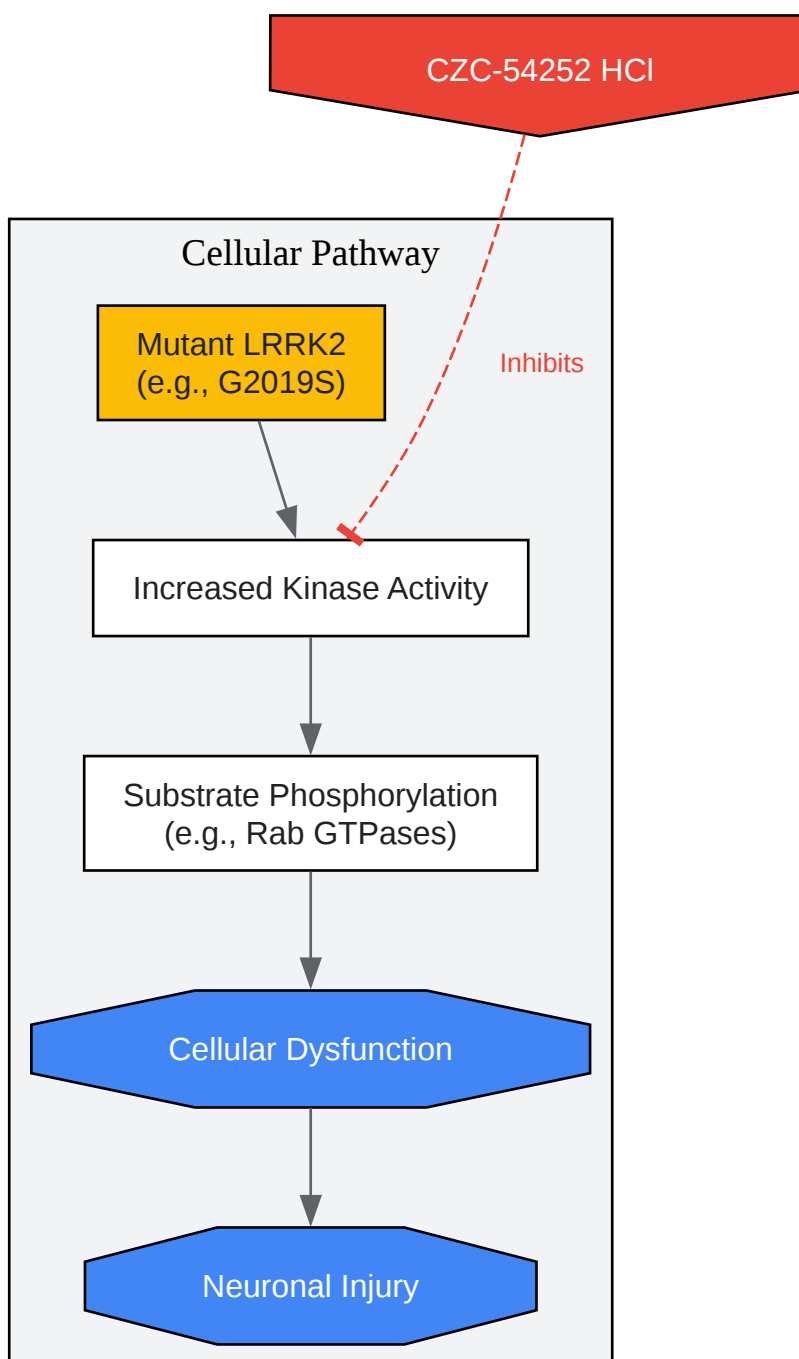 CZC-54252 HCl
Cellular Pathway
Mutant LRRK2
(e.g., G2019S)
Inhibits
Increased Kinase Activity
Substrate Phosphorylation
(e.g., Rab GTPases)
Cellular Dysfunction
Neuronal Injury